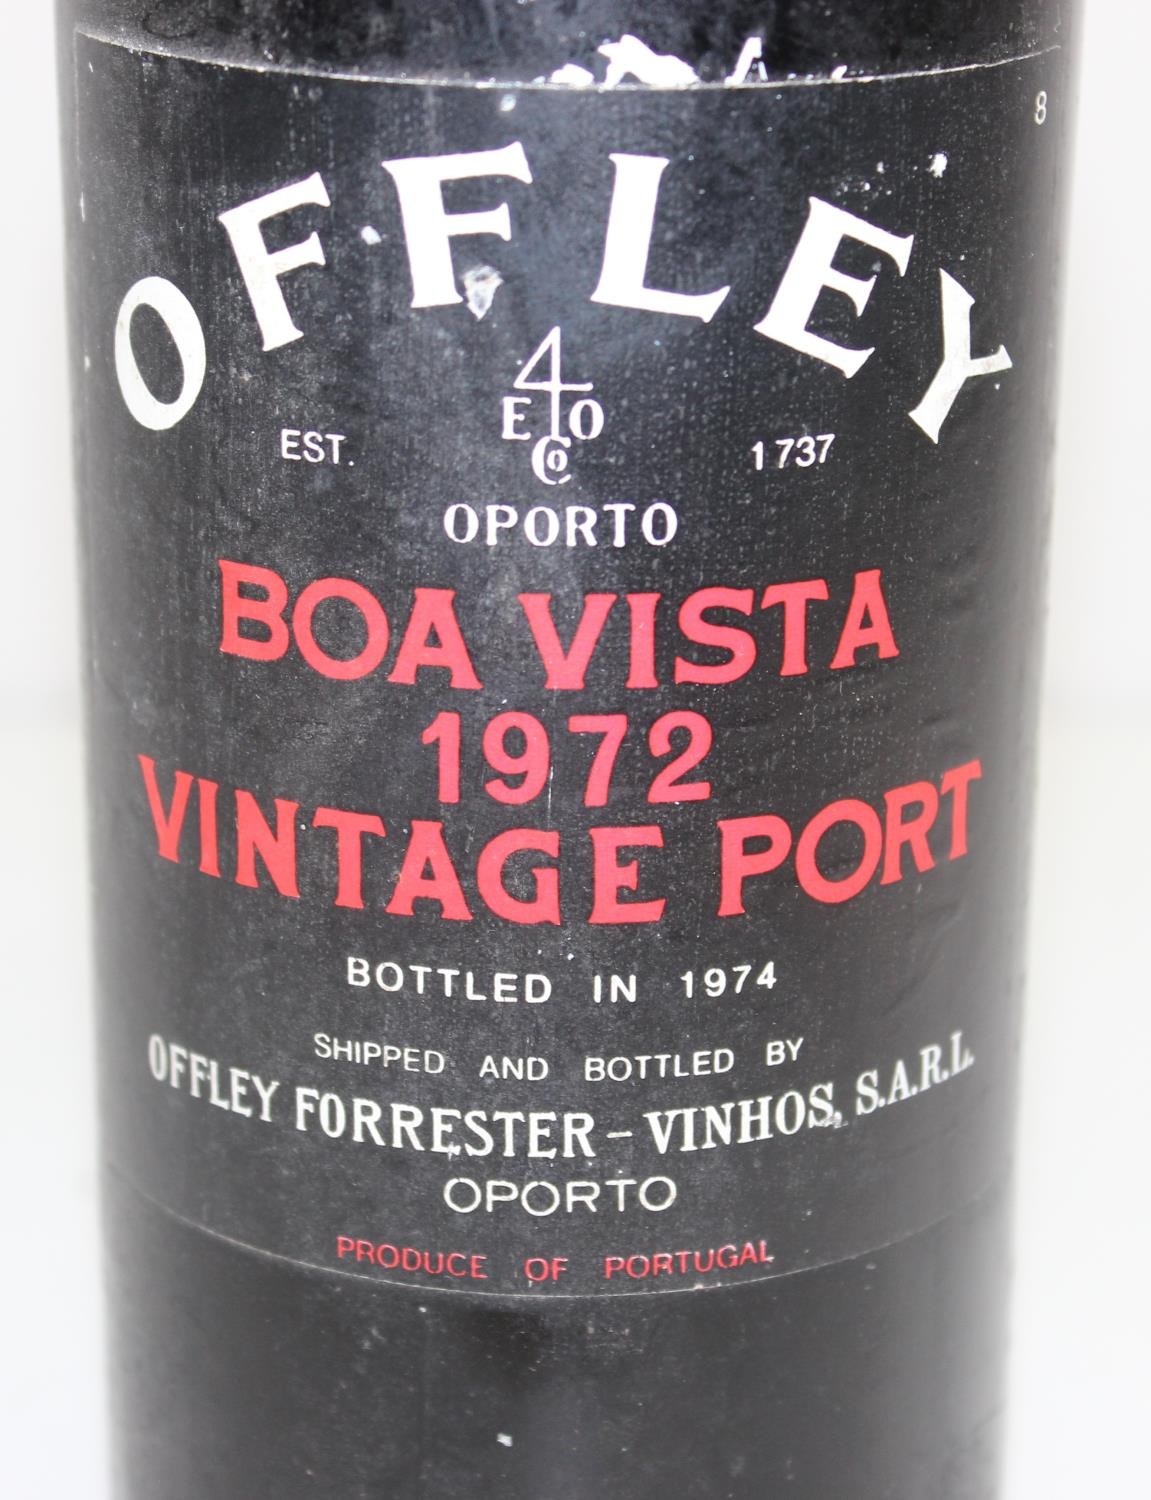 8
OFFLEY
4
E O
Co
EST. 1737
OPORTO
BOA VISTA
1972
VINTAGE PORT
BOTTLED IN 1974
SHIPPED AND BOTTLED BY
OFFLEY FORRESTER - VINHOS, S.A.R.L.
OPORTO
PRODUCE OF PORTUGAL